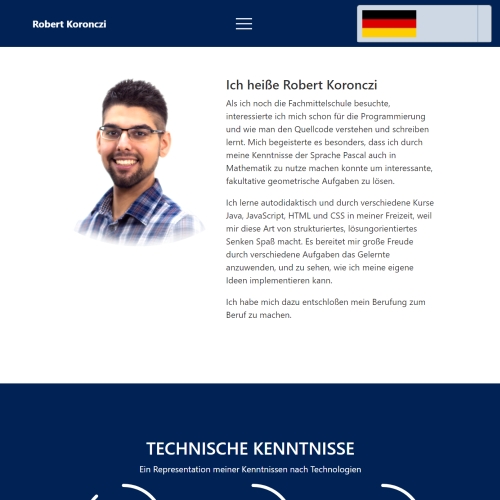 Robert Koronczi
Ich heiße Robert Koronczi
Als ich noch die Fachmittelschule besuchte,
interessierte ich mich schon für die Programmierung
und wie man den Quellcode verstehen und schreiben
lernt. Mich begeisterte es besonders, dass ich durch
meine Kenntnisse der Sprache Pascal auch in
Mathematik zu nutze machen konnte um interessante,
fakultative geometrische Aufgaben zu lösen.
Ich lerne autodidaktisch und durch verschiedene Kurse
Java, JavaScript, HTML und CSS in meiner Freizeit, weil
mir diese Art von strukturiertes, lösungortientiertes
Senken Spaß macht. Es bereitet mir große Freude
durch verschiedene Aufgaben das Gelernte
anzuwenden, und zu sehen, wie ich meine eigene
Ideen implementieren kann.
Ich habe mich dazu entschloßen mein Berufung zum
Beruf zu machen.
TECHNISCHE KENNTNISSE
Ein Representation meiner Kenntnissen nach Technologien